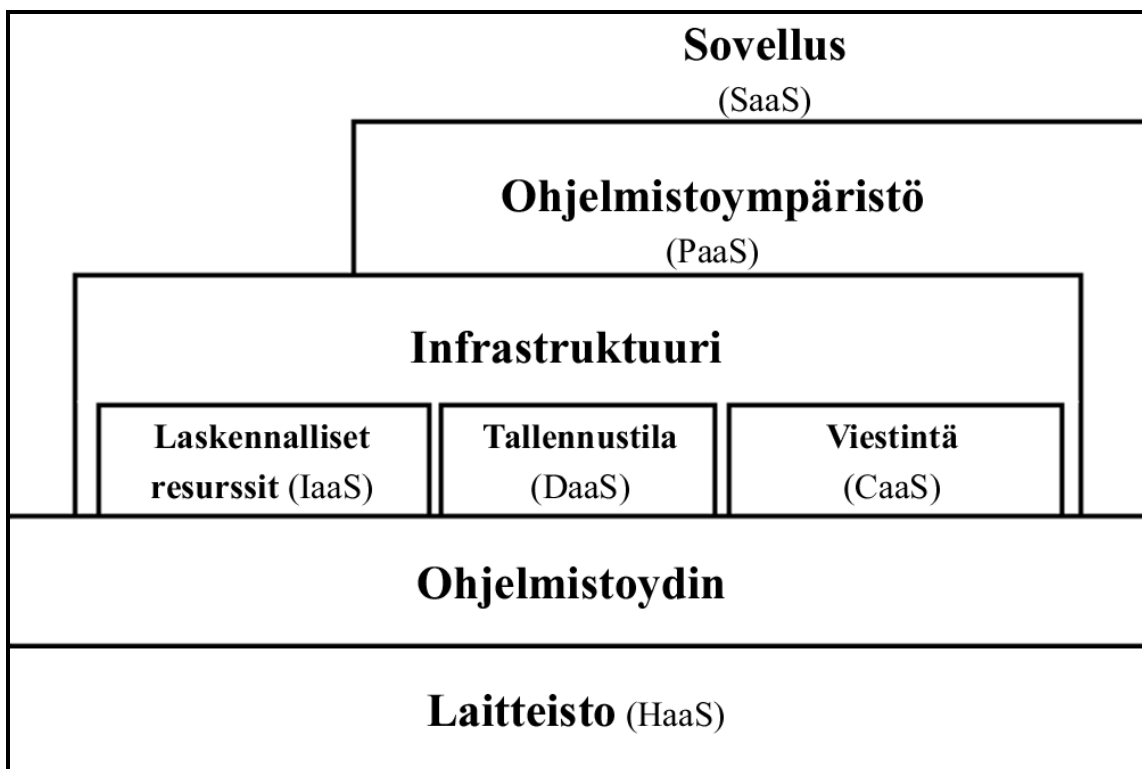 Sovellus
(SaaS)
Ohjelmistoympäristö
(PaaS)
Infrastruktuuri
Laskennalliset
resurssit (IaaS)
Tallennustila
(DaaS)
Viestintä
(CaaS)
Ohjelmistoydin
Laitteisto (HaaS)